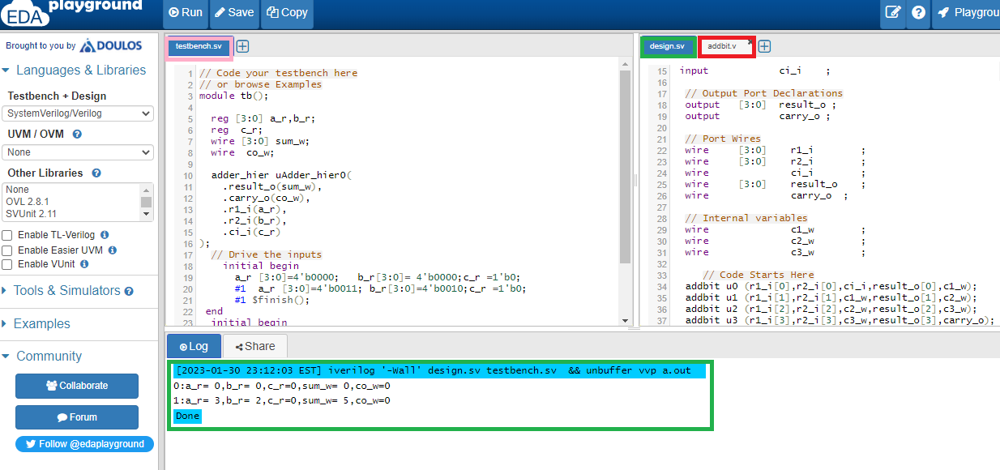 EDA playground
Run
Save
Copy
Playgrou
Brought to you by DOULOS
Languages & Libraries
Testbench + Design
SystemVerilog/Verilog
UVM / OVM
None
Other Libraries
None
OVL 2.8.1
SVUnit 2.11
Enable TL-Verilog
Enable Easier UVM
Enable VUnit
Tools & Simulators
Examples
Community
Collaborate
Forum
Follow @edaplayground
testbench.sv
1 // Code your testbench here
2 // or browse Examples
3 module tb();
4
5 reg [3:0] a_r,b_r;
6 reg c_r;
7 wire [3:0] sum_w;
8 wire co_w;
9
10 adder_hier uAdder_hier0(
11 .result_o(sum_w),
12 .carry_o(co_w),
13 .r1_i(a_r),
14 .r2_i(b_r),
15 .ci_i(c_r)
16 );
17 // Drive the inputs
18 initial begin
19 a_r [3:0]=4'b0000; b_r[3:0]= 4'b0000;c_r =1'b0;
20 #1 a_r [3:0]=4'b0011; b_r[3:0]=4'b0010;c_r =1'b0;
21 #1 $finish();
22 end
23 initial begin
design.sv
addbit.v
15 input ci_i ;
16
17 // Output Port Declarations
18 output [3:0] result_o ;
19 output carry_o ;
20
21 // Port Wires
22 wire [3:0] r1_i ;
23 wire [3:0] r2_i ;
24 wire ci_i ;
25 wire [3:0] result_o ;
26 wire carry_o ;
27
28 // Internal variables
29 wire c1_w ;
30 wire c2_w ;
31 wire c3_w ;
32
33 // Code Starts Here
34 addbit u0 (r1_i[0],r2_i[0],ci_i,result_o[0],c1_w);
35 addbit u1 (r1_i[1],r2_i[1],c1_w,result_o[1],c2_w);
36 addbit u2 (r1_i[2],r2_i[2],c2_w,result_o[2],c3_w);
37 addbit u3 (r1_i[3],r2_i[3],c3_w,result_o[3],carry_o);
Log
Share
[2023-01-30 23:12:03 EST] iverilog '-Wall' design.sv testbench.sv && unbuffer vvp a.out
0:a_r= 0,b_r= 0,c_r=0,sum_w= 0,co_w=0
1:a_r= 3,b_r= 2,c_r=0,sum_w= 5,co_w=0
Done